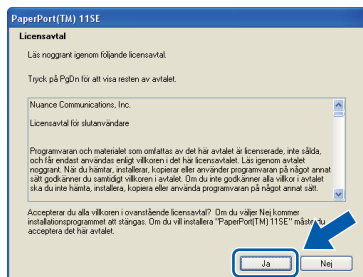 PaperPort(TM) 11SE
Licensavtal
Läs noggrant igenom följande licensavtal.
Tryck på PgDn för att visa resten av avtalet.
Nuance Communications, Inc.
Licensavtal för slutanvändare
Programvaran och materialet som omfattas av det här avtalet är licenserade, inte sålda,
och får endast användas enligt villkoren i det här licensavtalet. Läs igenom avtalet
noggrant. När du hämtar, installerar, kopierar eller använder programvaran på något annat
sätt godkänner du samtidigt villkoren i avtalet. Om du inte godkänner alla villkor i avtalet
ska du inte hämta, installera, kopiera eller använda programvaran på något annat sätt.
Accepterar du alla villkoren i ovanstående licensavtal? Om du väljer Nej kommer
installationsprogrammet att stängas. Om du vill installera "PaperPort(TM) 11SE" måste du
acceptera det här avtalet.
Ja
Nej